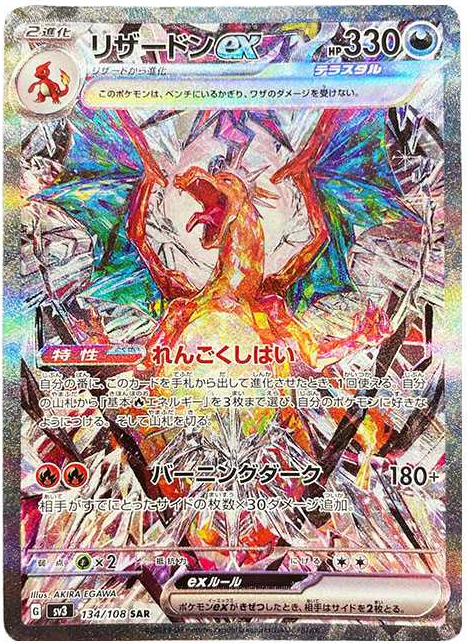 2進化
リザードンex
HP330
リザードから進化
テラスタル
このポケモンは、ベンチにいるかぎり、ワザのダメージを受けない。
特性 れんごくしはい
自分の番に、このカードを手札から出して進化させたとき、1回使える。自分
の山札から「基本エネルギー」を3枚まで選び、自分のポケモンに好きな
ようにつける。そして山札を切る。
バーニングダーク 180+
相手がすでにとったサイドの枚数×30ダメージ追加。
弱点 ×2 抵抗力 にげる
exルール
ポケモンexがきぜつしたとき、相手はサイドを2枚とる。
Illus. AKIRA EGAWA
G sv3 134/108 SAR